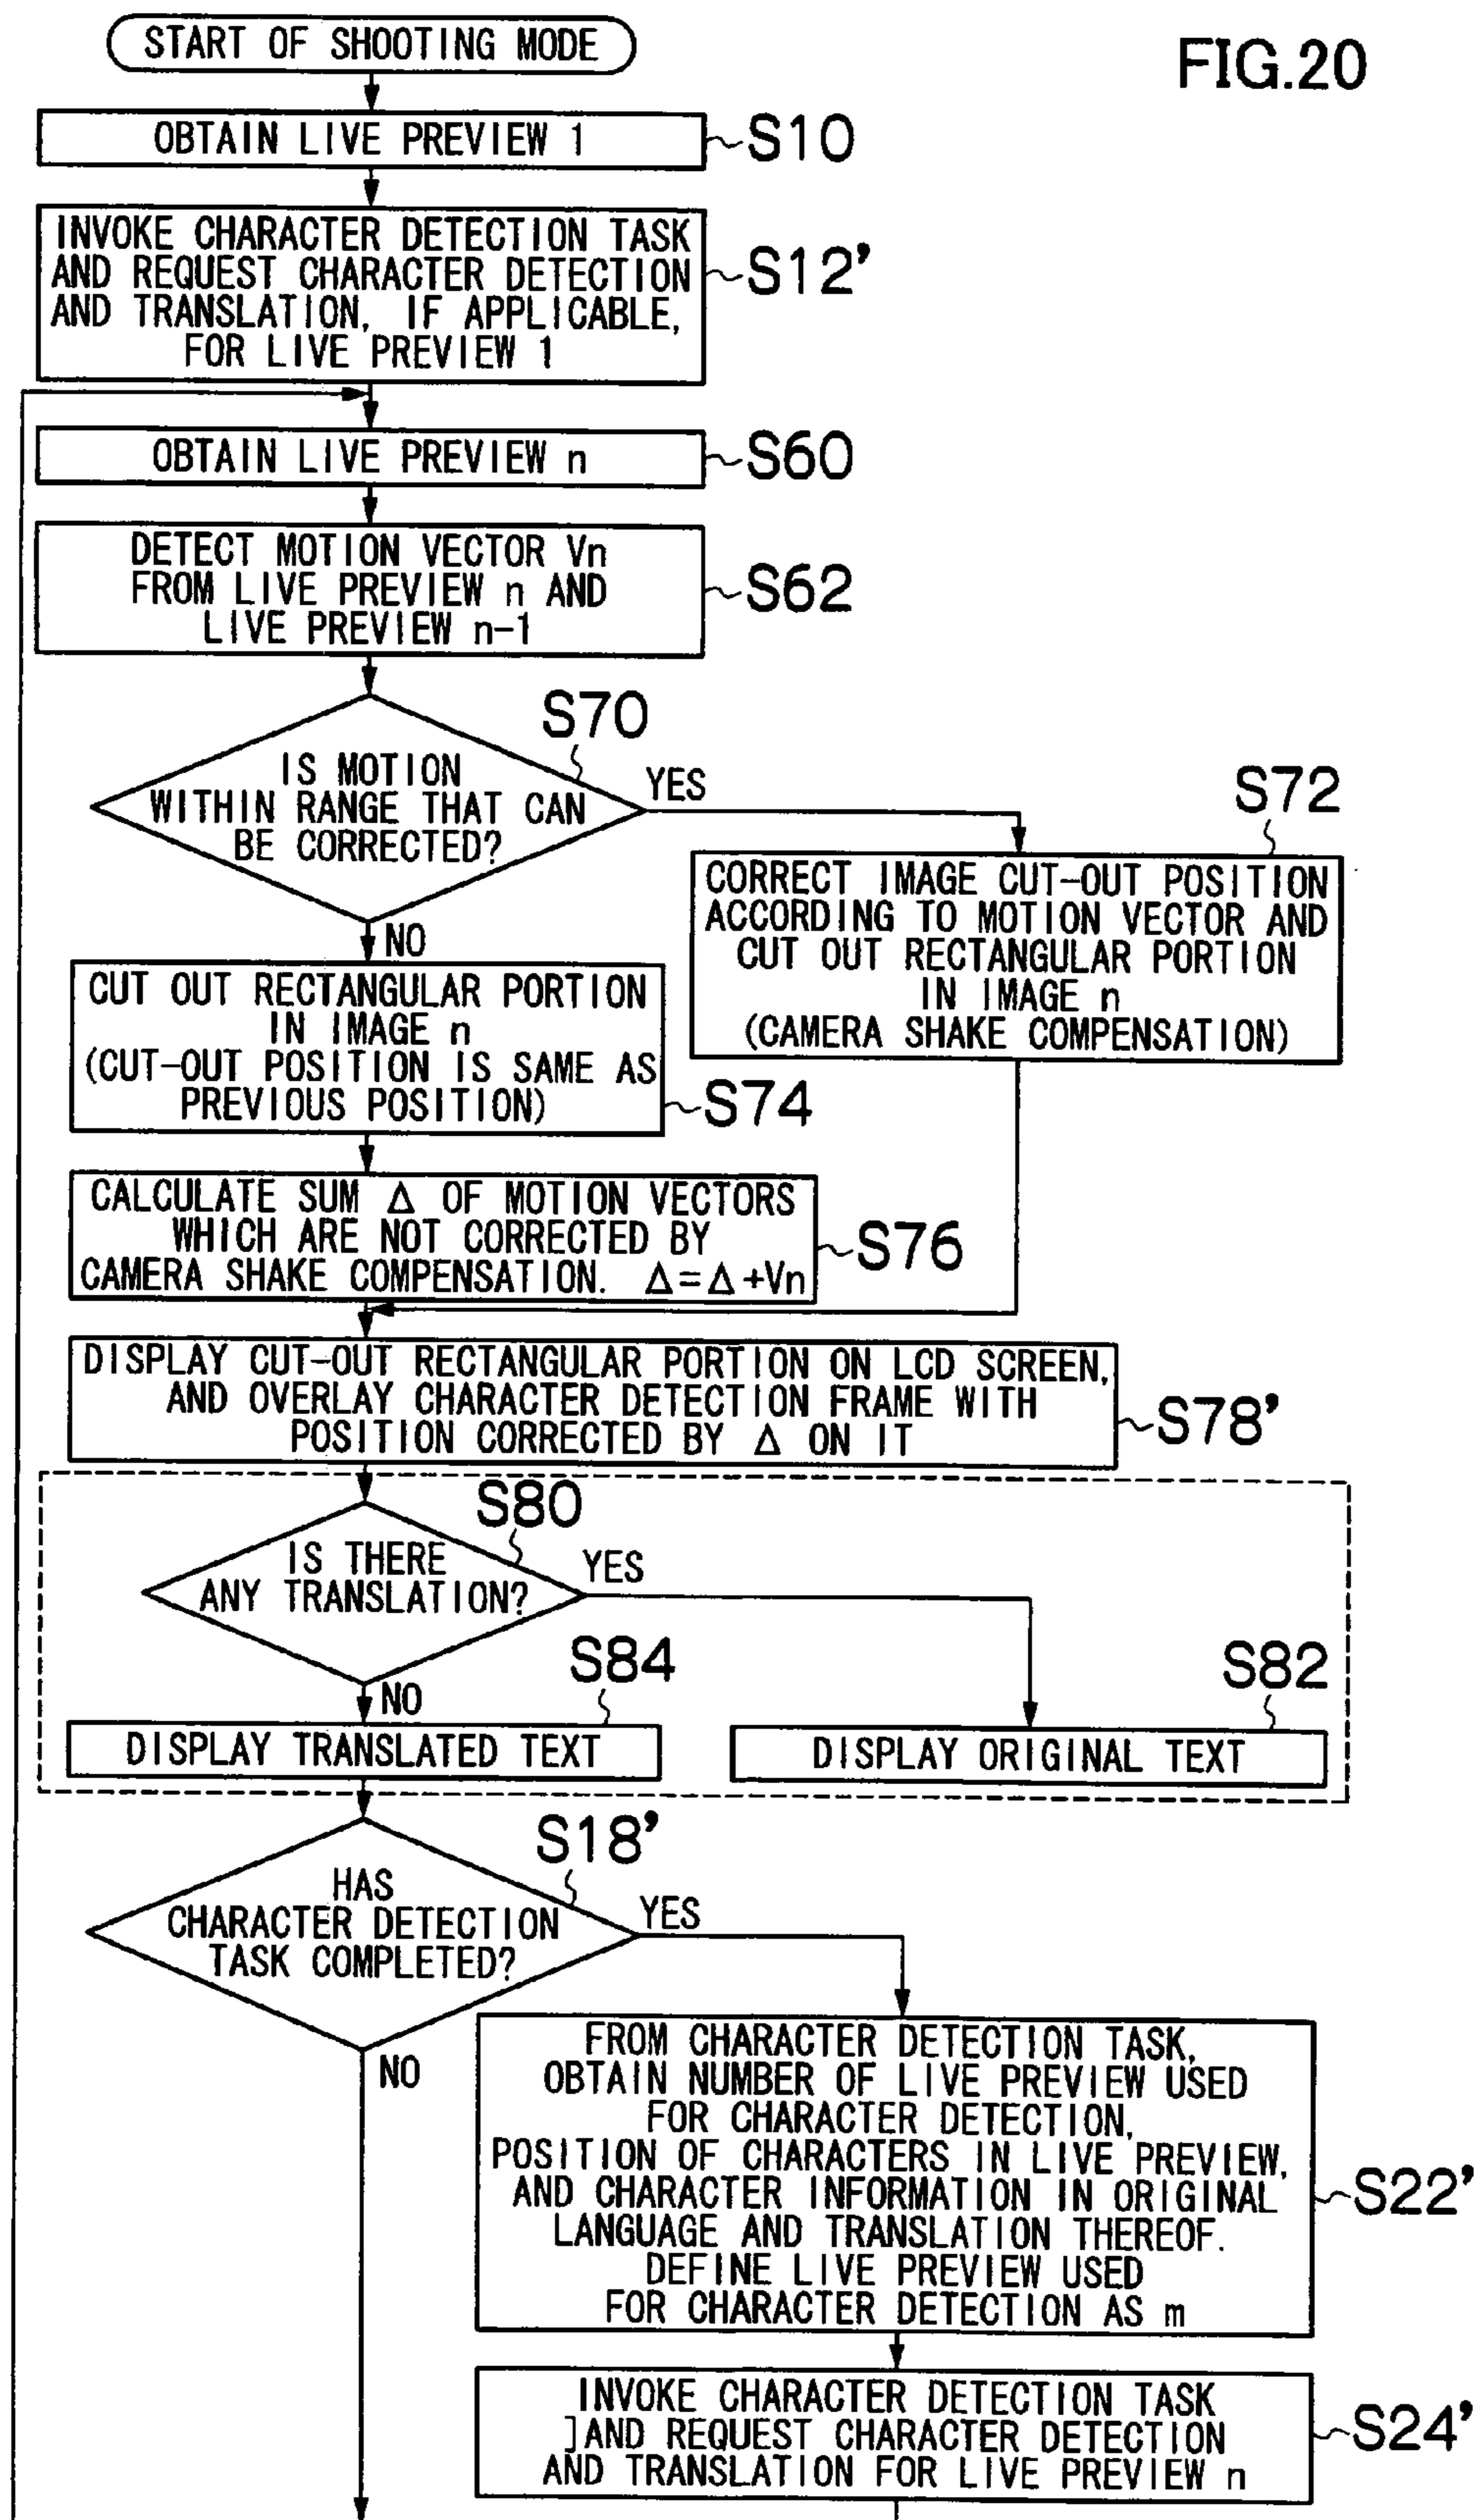 FIG.20
START OF SHOOTING MODE
OBTAIN LIVE PREVIEW 1
S10
INVOKE CHARACTER DETECTION TASK
AND REQUEST CHARACTER DETECTION
AND TRANSLATION, IF APPLICABLE,
FOR LIVE PREVIEW 1
S12'
OBTAIN LIVE PREVIEW n
S60
DETECT MOTION VECTOR Vn
FROM LIVE PREVIEW n AND
LIVE PREVIEW n-1
S62
S70
IS MOTION
WITHIN RANGE THAT CAN
BE CORRECTED?
YES
NO
S72
CORRECT IMAGE CUT-OUT POSITION
ACCORDING TO MOTION VECTOR AND
CUT OUT RECTANGULAR PORTION
IN IMAGE n
(CAMERA SHAKE COMPENSATION)
CUT OUT RECTANGULAR PORTION
IN IMAGE n
(CUT-OUT POSITION IS SAME AS
PREVIOUS POSITION)
S74
CALCULATE SUM Δ OF MOTION VECTORS
WHICH ARE NOT CORRECTED BY
CAMERA SHAKE COMPENSATION. Δ=Δ+Vn
S76
DISPLAY CUT-OUT RECTANGULAR PORTION ON LCD SCREEN,
AND OVERLAY CHARACTER DETECTION FRAME WITH
POSITION CORRECTED BY Δ ON IT
S78'
S80
IS THERE
ANY TRANSLATION?
YES
NO
S84
DISPLAY TRANSLATED TEXT
S82
DISPLAY ORIGINAL TEXT
S18'
HAS
CHARACTER DETECTION
TASK COMPLETED?
YES
NO
FROM CHARACTER DETECTION TASK,
OBTAIN NUMBER OF LIVE PREVIEW USED
FOR CHARACTER DETECTION,
POSITION OF CHARACTERS IN LIVE PREVIEW,
AND CHARACTER INFORMATION IN ORIGINAL
LANGUAGE AND TRANSLATION THEREOF.
DEFINE LIVE PREVIEW USED
FOR CHARACTER DETECTION AS m
S22'
INVOKE CHARACTER DETECTION TASK
]AND REQUEST CHARACTER DETECTION
AND TRANSLATION FOR LIVE PREVIEW n
S24'